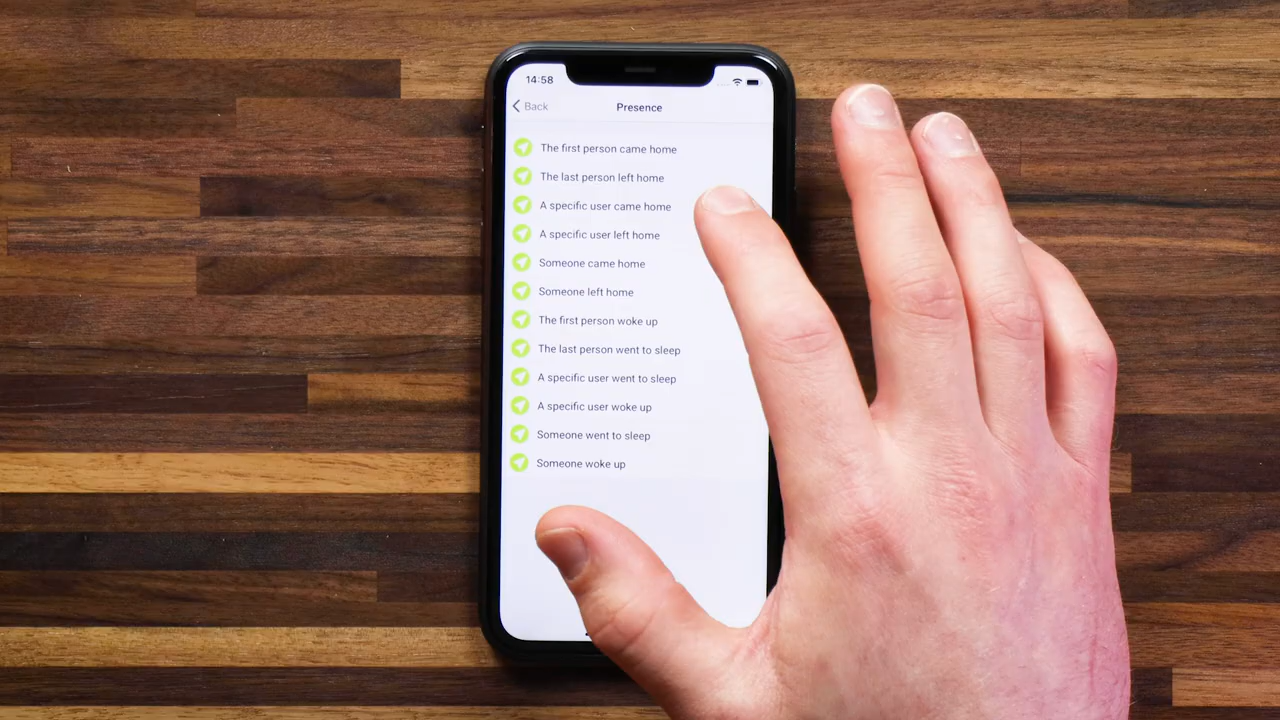 14:58
Back
Presence
The first person came home
The last person left home
A specific user came home
A specific user left home
Someone came home
Someone left home
The first person woke up
The last person went to sleep
A specific user went to sleep
A specific user woke up
Someone went to sleep
Someone woke up